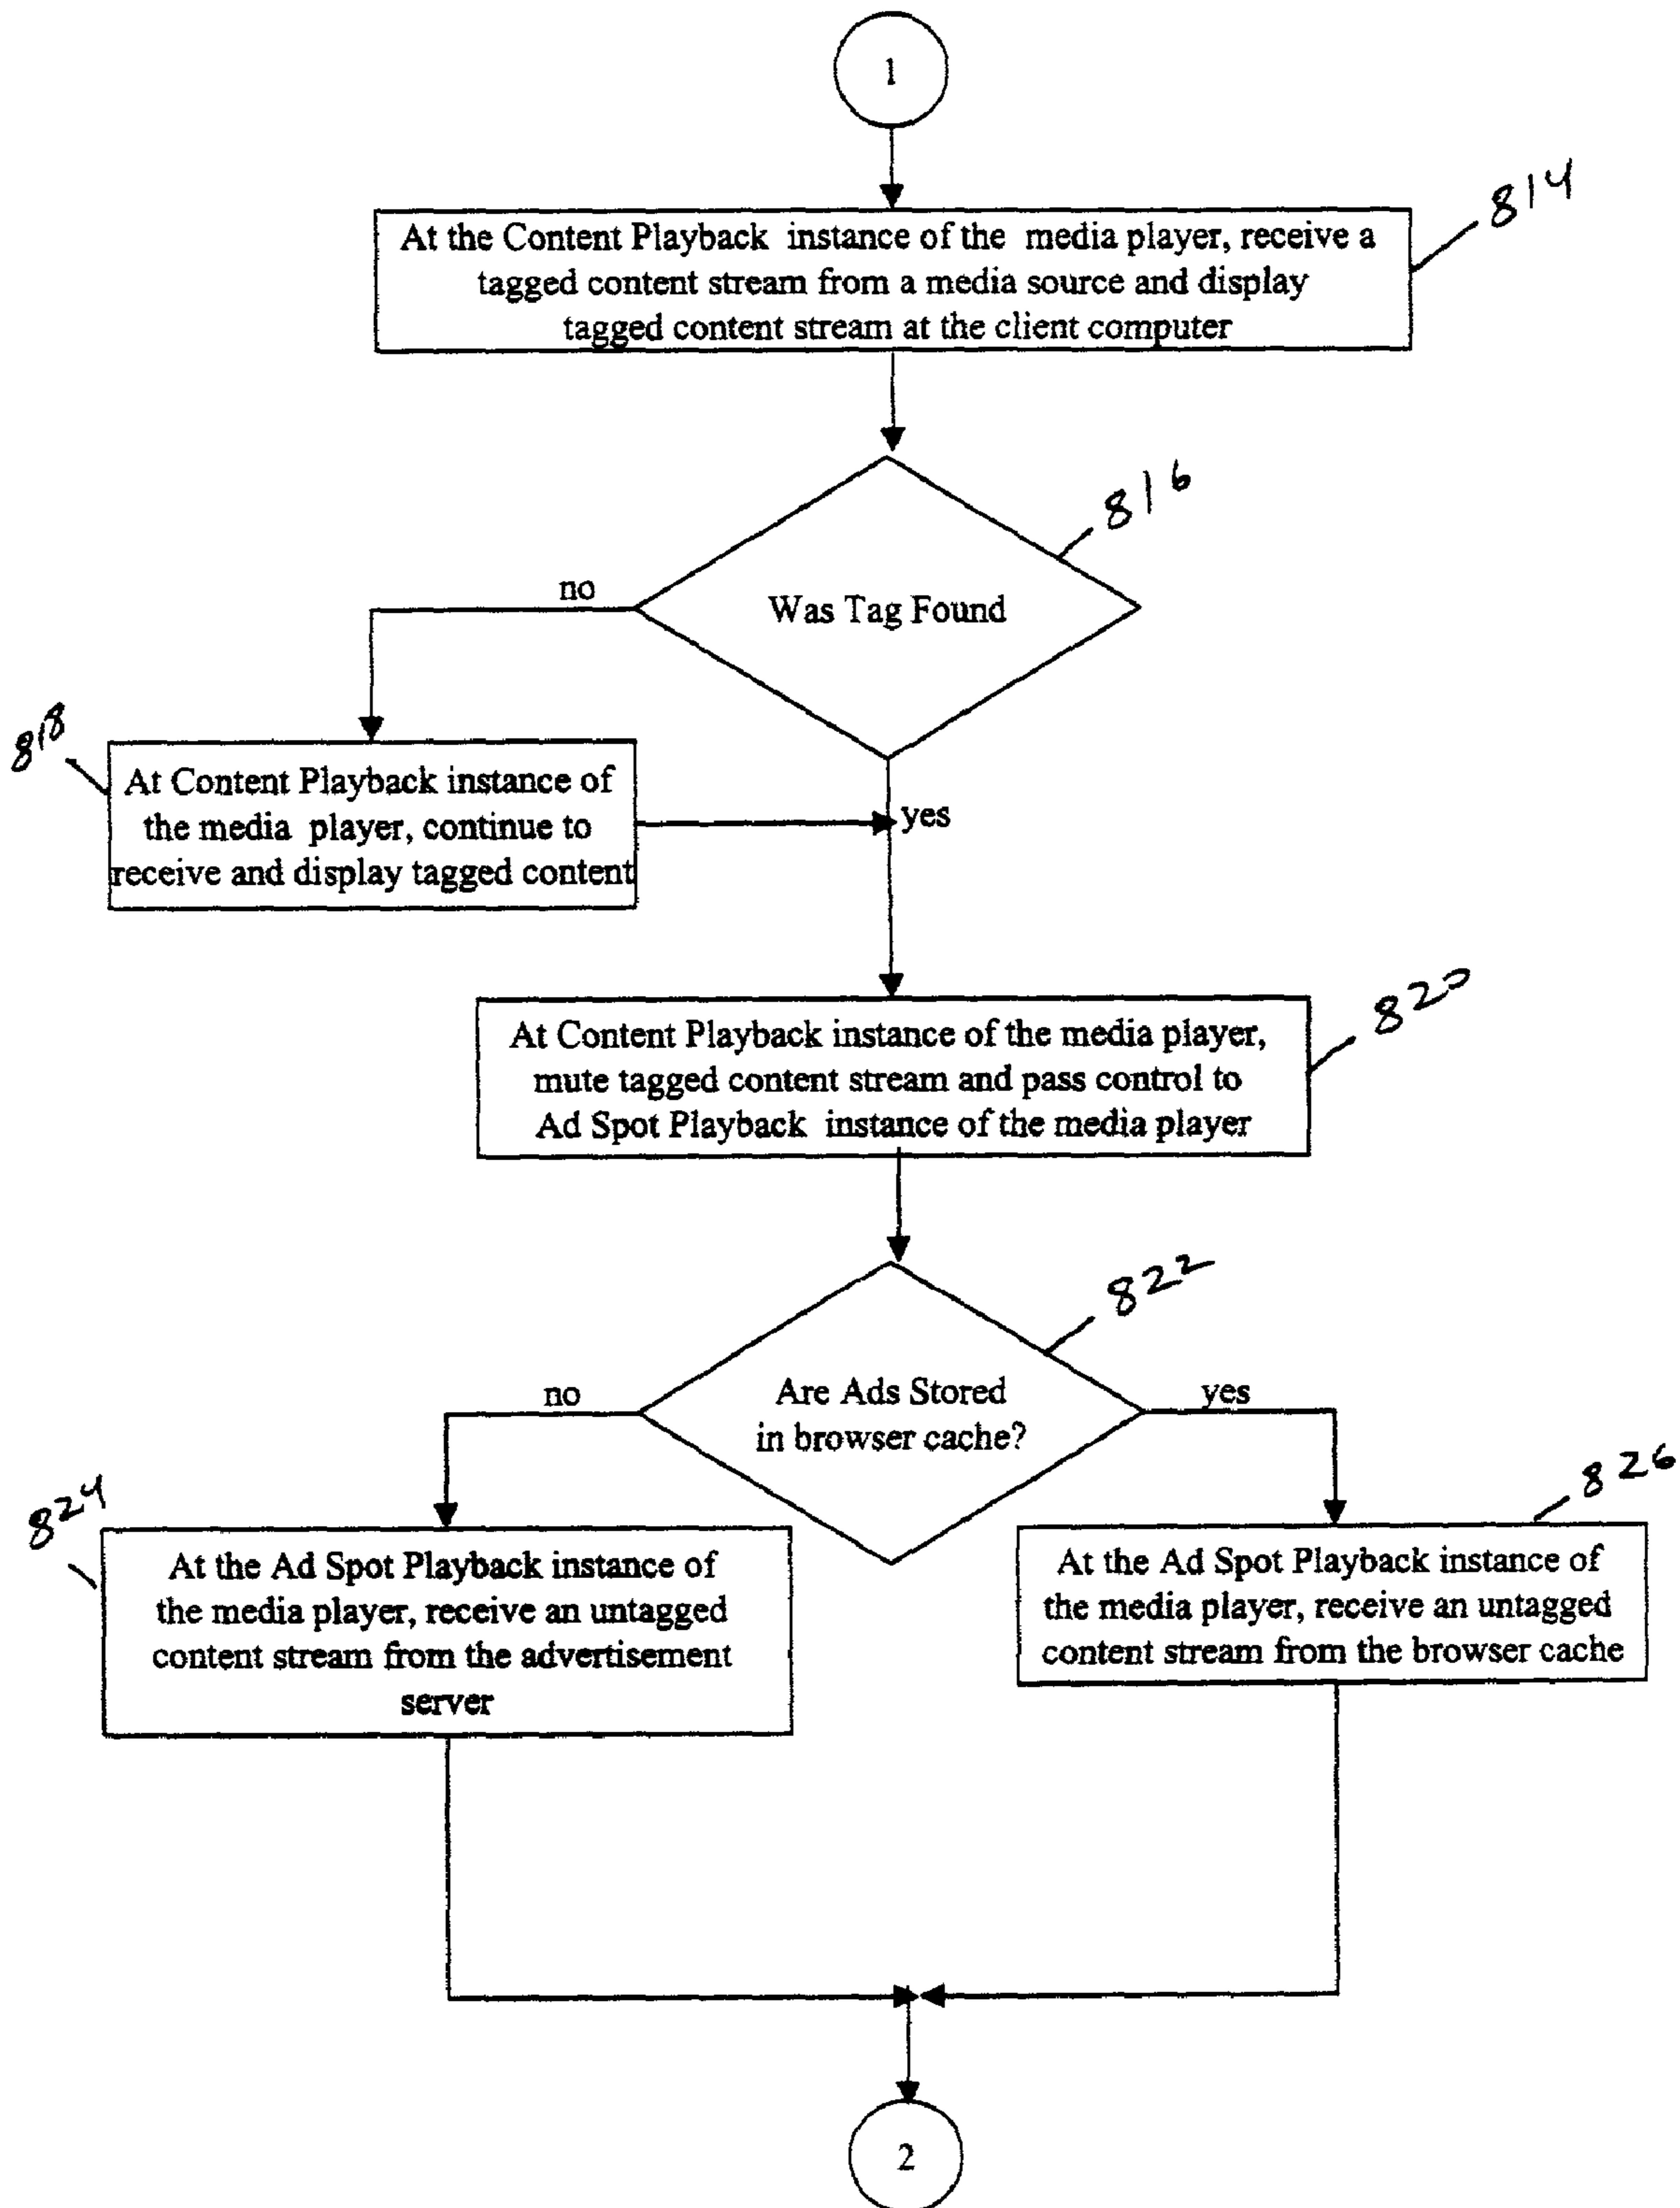 1
At the Content Playback instance of the media player, receive a
tagged content stream from a media source and display
tagged content stream at the client computer
814
816
Was Tag Found
no
818
At Content Playback instance of
the media player, continue to
receive and display tagged content
yes
At Content Playback instance of the media player,
mute tagged content stream and pass control to
Ad Spot Playback instance of the media player
820
822
Are Ads Stored
in browser cache?
no
yes
824
At the Ad Spot Playback instance of
the media player, receive an untagged
content stream from the advertisement
server
826
At the Ad Spot Playback instance of
the media player, receive an untagged
content stream from the browser cache
2